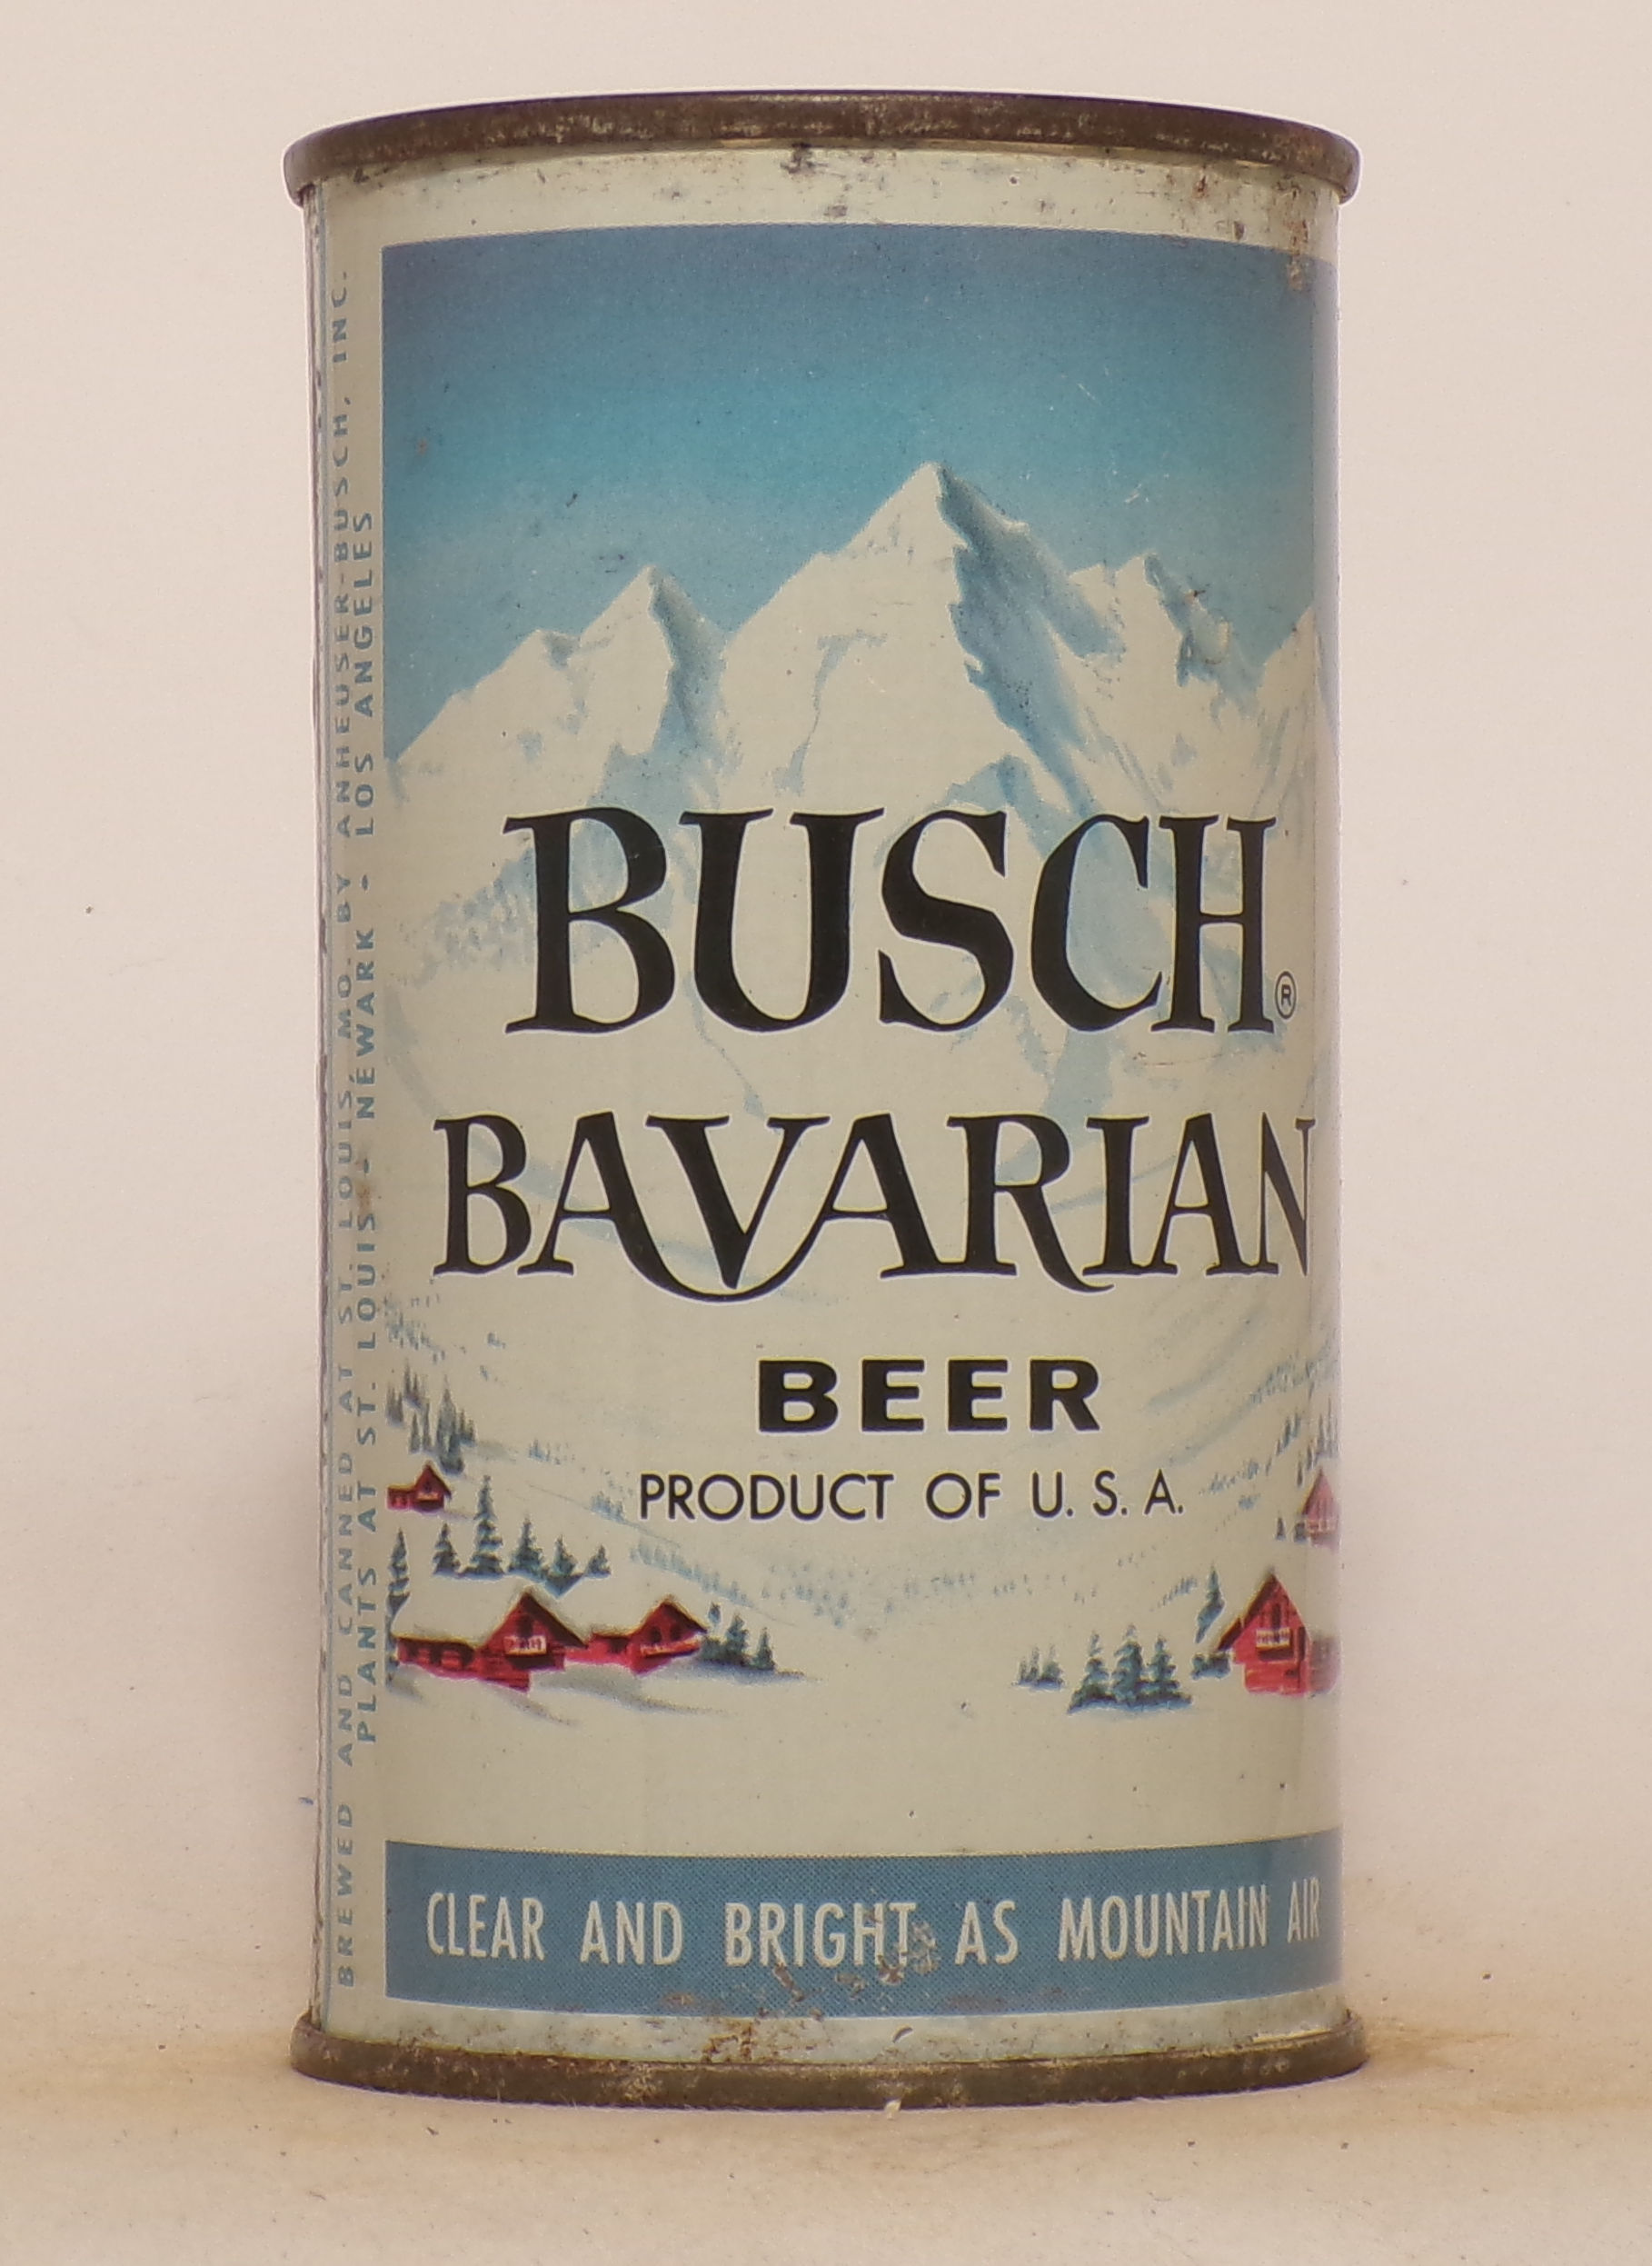 BUSCH®
BAVARIAN
BEER
PRODUCT OF U. S. A.
CLEAR AND BRIGHT AS MOUNTAIN AIR
BREWED AND CANNED AT ST. LOUIS, MO. BY ANHEUSER-BUSCH, INC.
PLANTS AT ST. LOUIS - NEWARK - LOS ANGELES